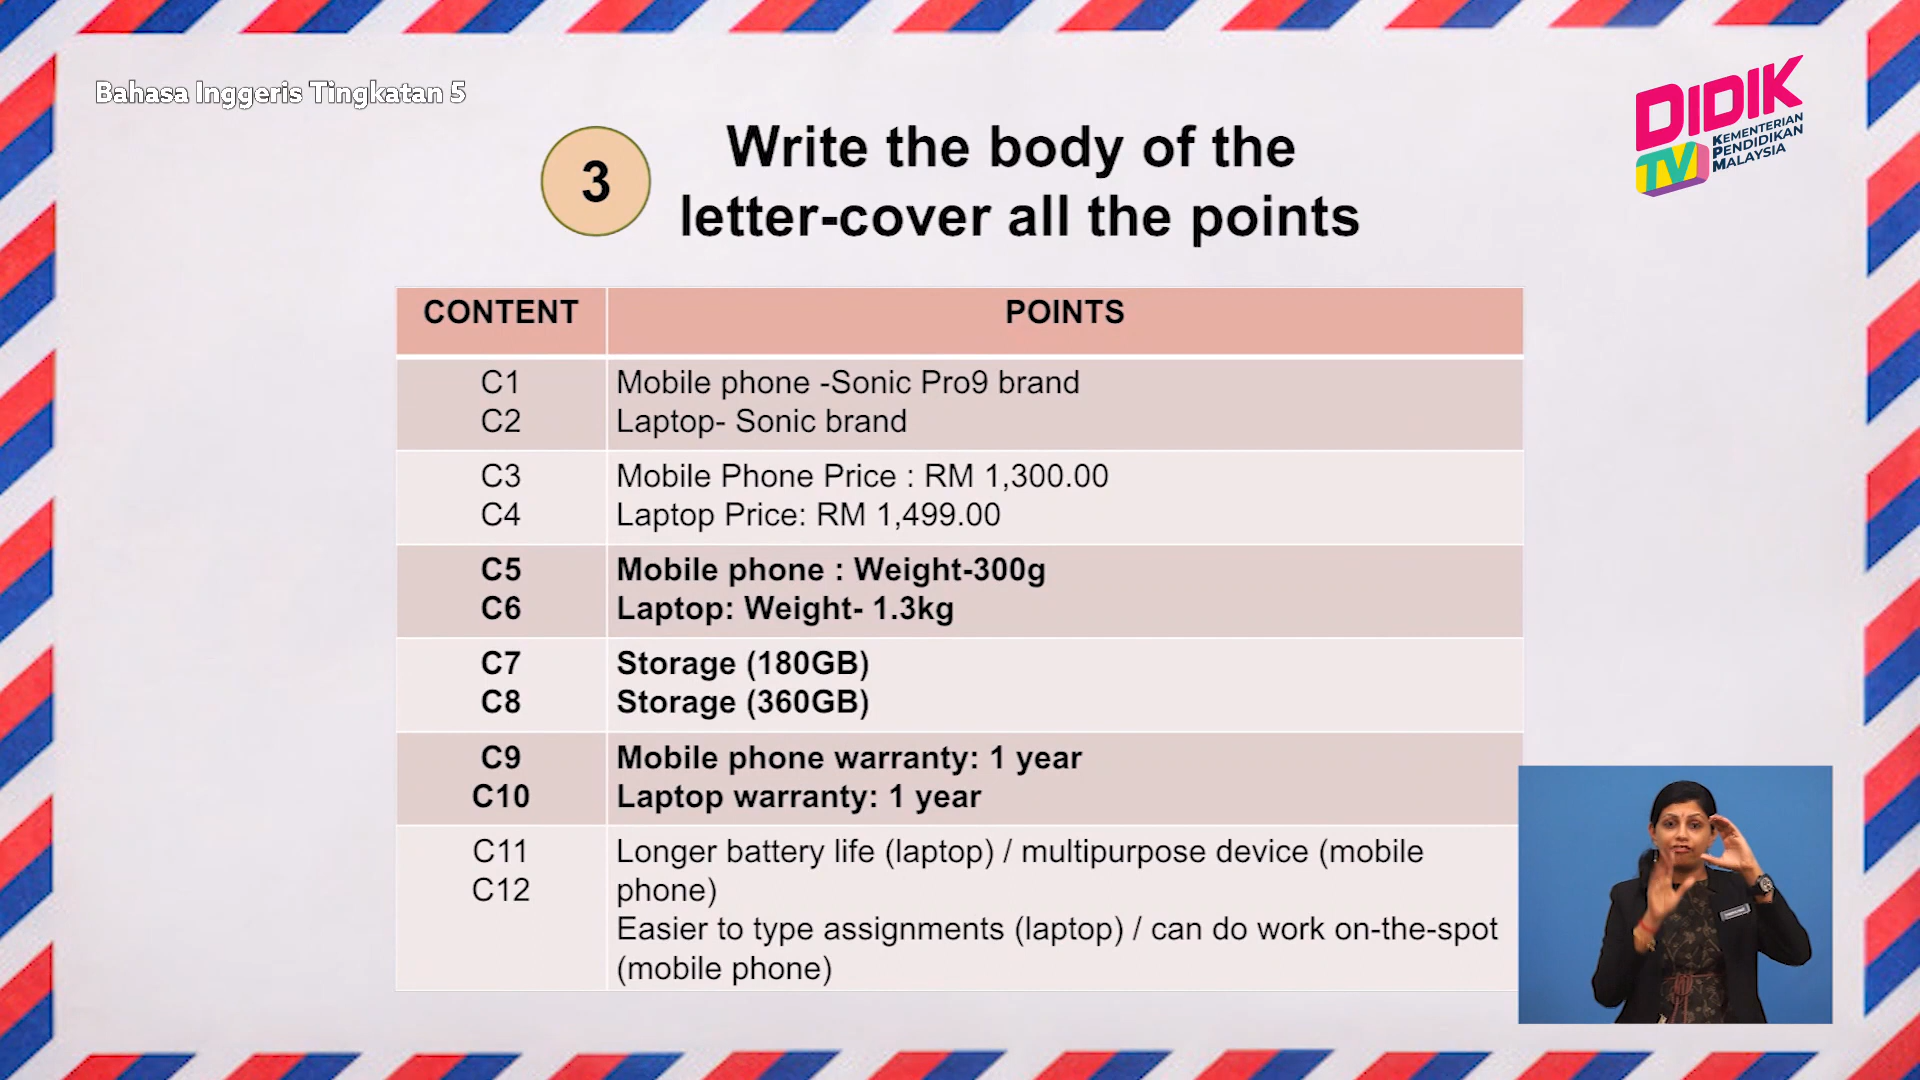 Bahasa Inggeris Tingkatan 5
DIDIK
TV
KEMENTERIAN
PENDIDIKAN
MALAYSIA
3
Write the body of the
letter-cover all the points
CONTENT POINTS
C1 Mobile phone -Sonic Pro9 brand
C2 Laptop- Sonic brand
C3 Mobile Phone Price : RM 1,300.00
C4 Laptop Price: RM 1,499.00
C5 Mobile phone : Weight-300g
C6 Laptop: Weight- 1.3kg
C7 Storage (180GB)
C8 Storage (360GB)
C9 Mobile phone warranty: 1 year
C10 Laptop warranty: 1 year
C11 Longer battery life (laptop) / multipurpose device (mobile
C12 phone)
Easier to type assignments (laptop) / can do work on-the-spot
(mobile phone)